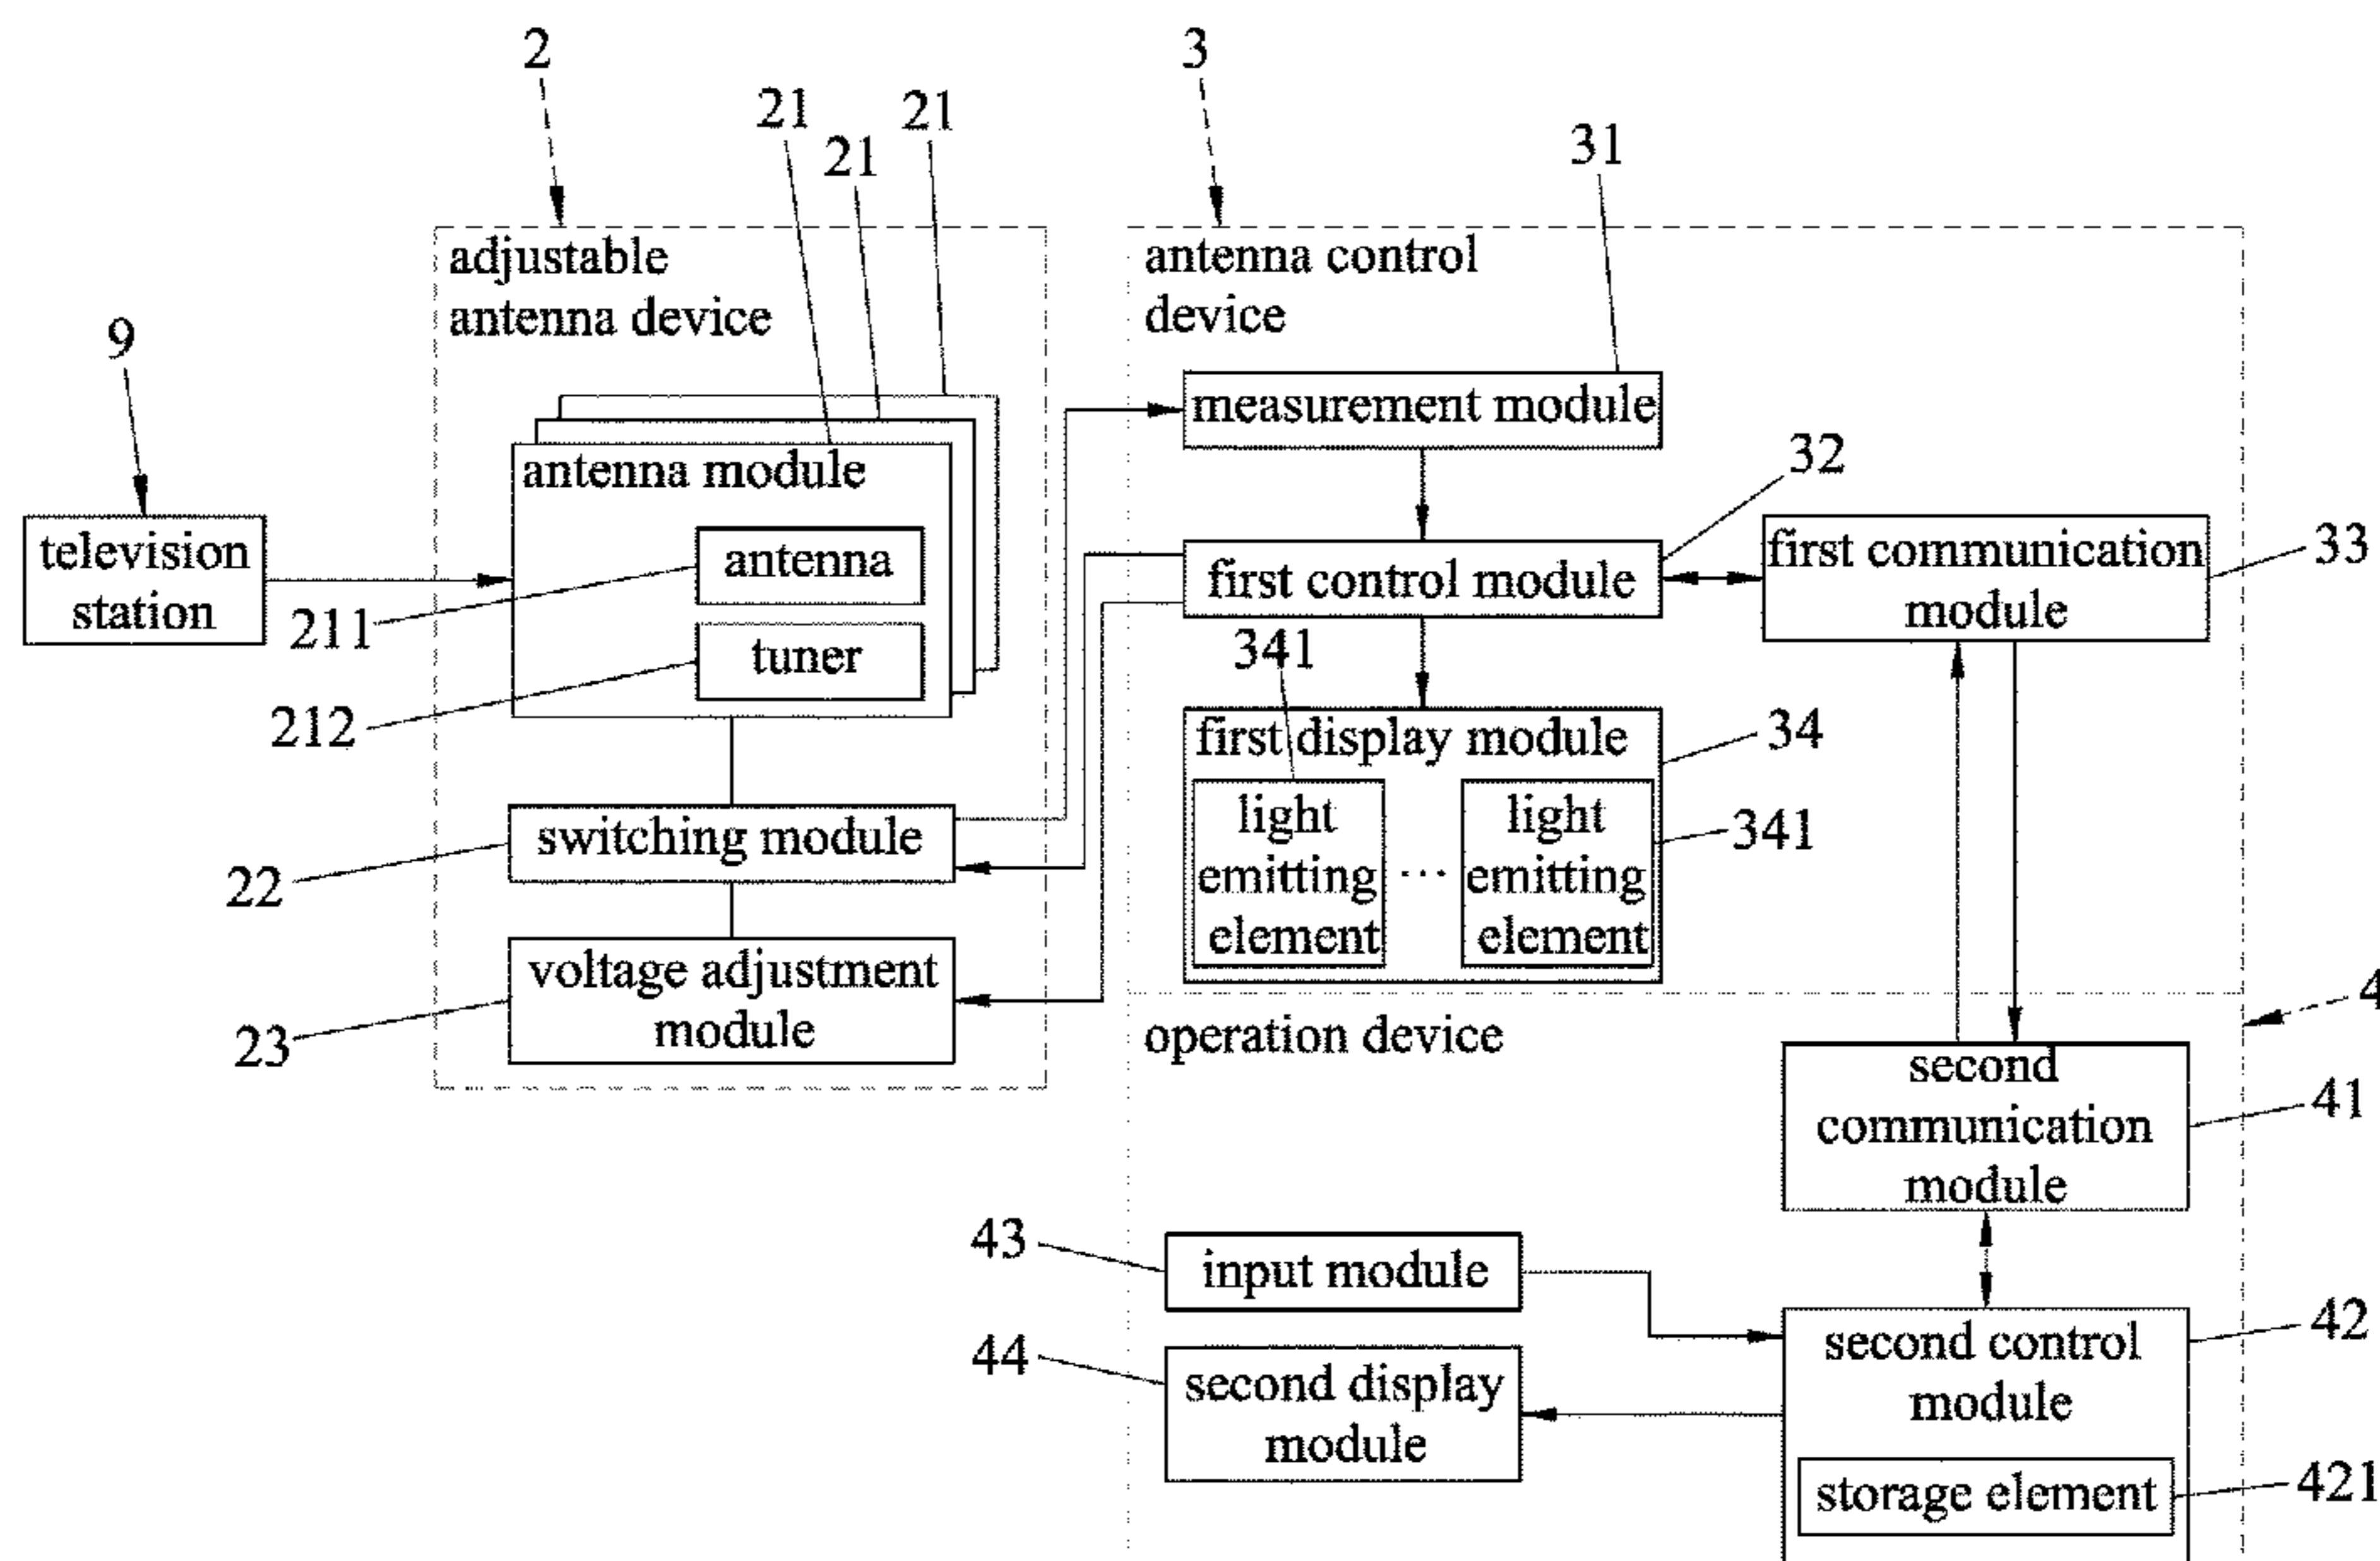 2
3
21
21
21
31
adjustable
antenna device
antenna control
device
9
measurement module
antenna module
32
television
station
antenna
first control module
first communication
module
33
211
tuner
341
212
first display module
34
light
emitting
element
...
light
emitting
element
341
switching module
22
voltage adjustment
module
23
operation device
4
second
communication
module
41
43
input module
44
second display
module
second control
module
42
storage element
421